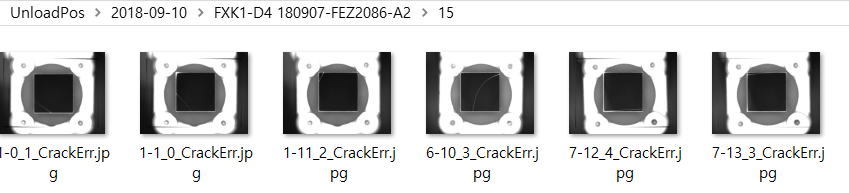 UnloadPos > 2018-09-10 > FXK1-D4 180907-FEZ2086-A2 > 15
1-0_1_CrackErr.jp
g
1-1_0_CrackErr.jp
g
1-11_2_CrackErr.j
pg
6-10_3_CrackErr.j
pg
7-12_4_CrackErr.j
pg
7-13_3_CrackErr.j
pg